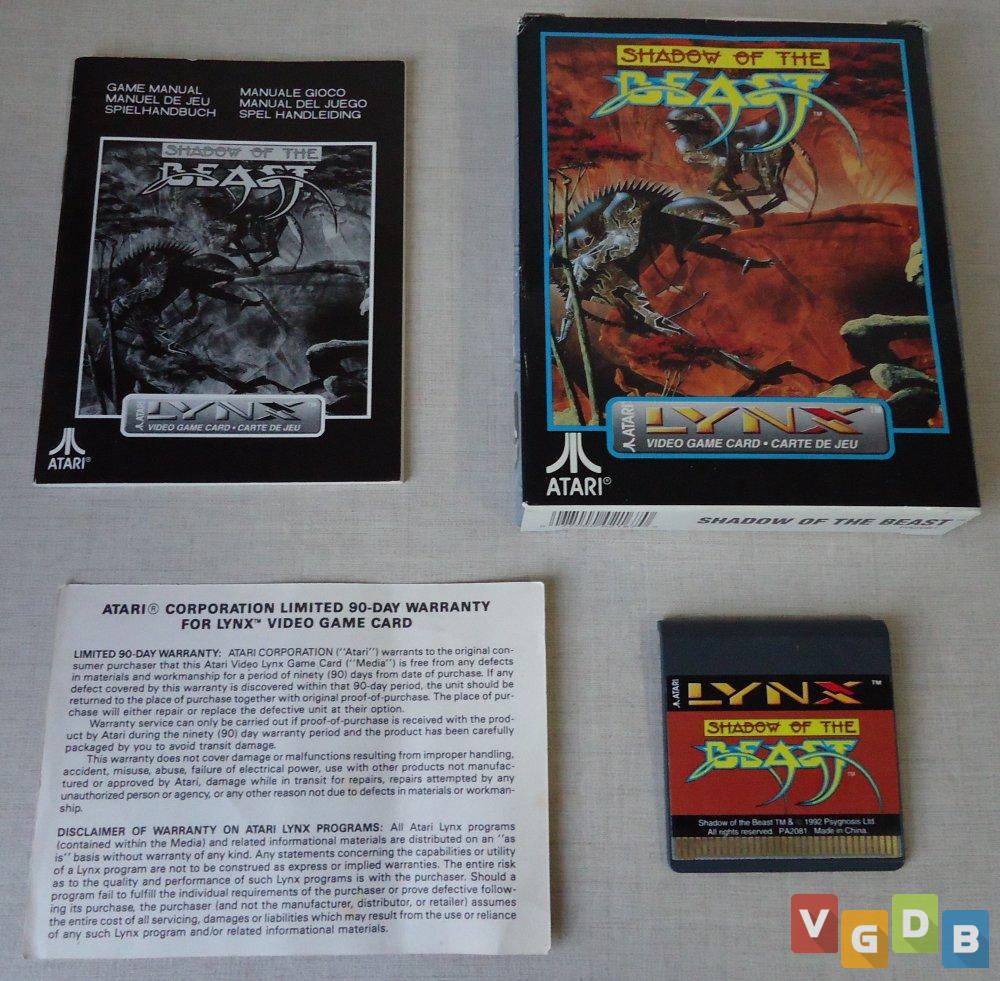 GAME MANUAL
MANUEL DE JEU
SPIELHANDBUCH
MANUALE GIOCO
MANUAL DEL JUEGO
SPEL HANDLEIDING
SHADOW OF THE
BEAST™
ATARI LYNX
VIDEO GAME CARD • CARTE DE JEU
ATARI®
SHADOW OF THE
BEAST™
ATARI LYNX™
VIDEO GAME CARD • CARTE DE JEU
ATARI®
SHADOW OF THE BEAST
ATARI® CORPORATION LIMITED 90-DAY WARRANTY
FOR LYNX™ VIDEO GAME CARD
LIMITED 90-DAY WARRANTY: ATARI CORPORATION ("Atari") warrants to the original con-
sumer purchaser that this Atari Video Lynx Game Card ("Media") is free from any defects
in materials and workmanship for a period of ninety (90) days from date of purchase. If any
defect covered by this warranty is discovered within that 90-day period, the unit should be
returned to the place of purchase together with original proof-of-purchase. The place of pur-
chase will either repair or replace the defective unit at their option.
Warranty service can only be carried out if proof-of-purchase is received with the prod-
uct by Atari during the ninety (90) day warranty period and the product has been carefully
packaged by you to avoid transit damage.
This warranty does not cover damage or malfunctions resulting from improper handling,
accident, misuse, abuse, failure of electrical power, use with other products not manufac-
tured or approved by Atari, damage while in transit for repairs, repairs attempted by any
unauthorized person or agency, or any other reason not due to defects in materials or workman-
ship.
DISCLAIMER OF WARRANTY ON ATARI LYNX PROGRAMS: All Atari Lynx programs
(contained within the Media) and related informational materials are distributed on an "as
is" basis without warranty of any kind. Any statements concerning the capabilities or utility
of a Lynx program are not to be construed as express or implied warranties. The entire risk
as to the quality and performance of such Lynx programs is with the purchaser. Should a
program fail to fulfill the individual requirements of the purchaser or prove defective follow-
ing its purchase, the purchaser (and not the manufacturer, distributor, or retailer) assumes
the entire cost of all servicing, damages or liabilities which may result from the use or reliance
of any such Lynx program and/or related informational materials.
ATARI LYNX™
SHADOW OF THE
BEAST™
Shadow of the Beast TM & © 1992 Psygnosis Ltd.
All rights reserved. PA2081. Made in China.
VGDB